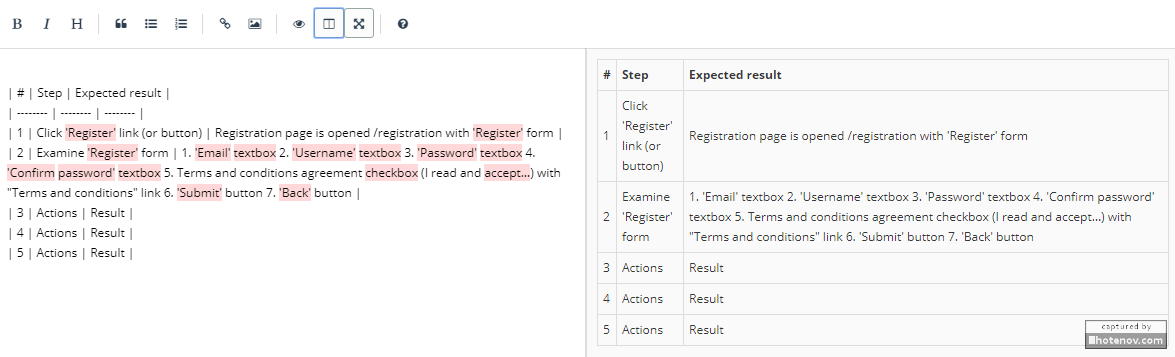 B I H
| # | Step | Expected result |
| -------- | -------- | -------- |
| 1 | Click 'Register' link (or button) | Registration page is opened /registration with 'Register' form |
| 2 | Examine 'Register' form | 1. 'Email' textbox 2. 'Username' textbox 3. 'Password' textbox 4.
'Confirm password' textbox 5. Terms and conditions agreement checkbox (I read and accept...) with
"Terms and conditions" link 6. 'Submit' button 7. 'Back' button |
| 3 | Actions | Result |
| 4 | Actions | Result |
| 5 | Actions | Result |
# Step Expected result
1 Click 'Register' link (or button) Registration page is opened /registration with 'Register' form
2 Examine 'Register' form 1. 'Email' textbox 2. 'Username' textbox 3. 'Password' textbox 4. 'Confirm password'
textbox 5. Terms and conditions agreement checkbox (I read and accept...) with
"Terms and conditions" link 6. 'Submit' button 7. 'Back' button
3 Actions Result
4 Actions Result
5 Actions Result
captured by
hotenov.com